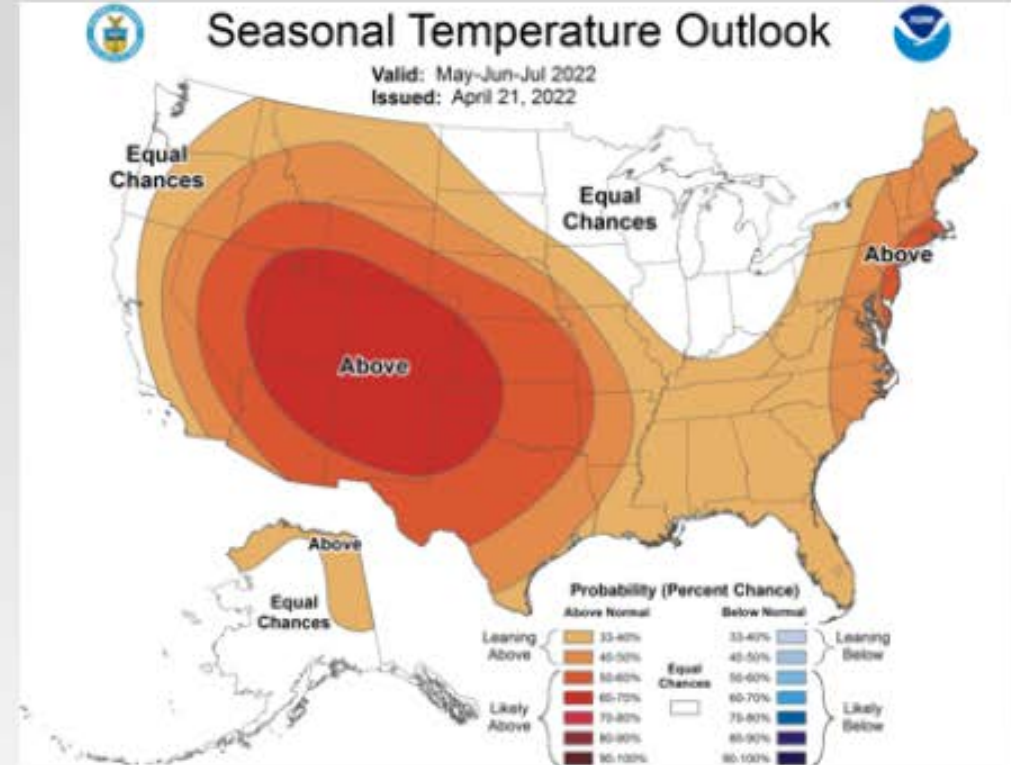 Seasonal Temperature Outlook
Valid: May-Jun-Jul 2022
Issued: April 21, 2022
Equal
Chances
Equal
Chances
Above
Above
Above
Equal
Chances
Probability (Percent Chance)
Above Normal
Below Normal
Leaning
Above
33-40%
40-50%
Likely
Above
50-60%
60-70%
70-80%
80-90%
90-100%
Equal
Chances
33-40%
40-50%
Leaning
Below
50-60%
60-70%
70-80%
80-90%
90-100%
Likely
Below